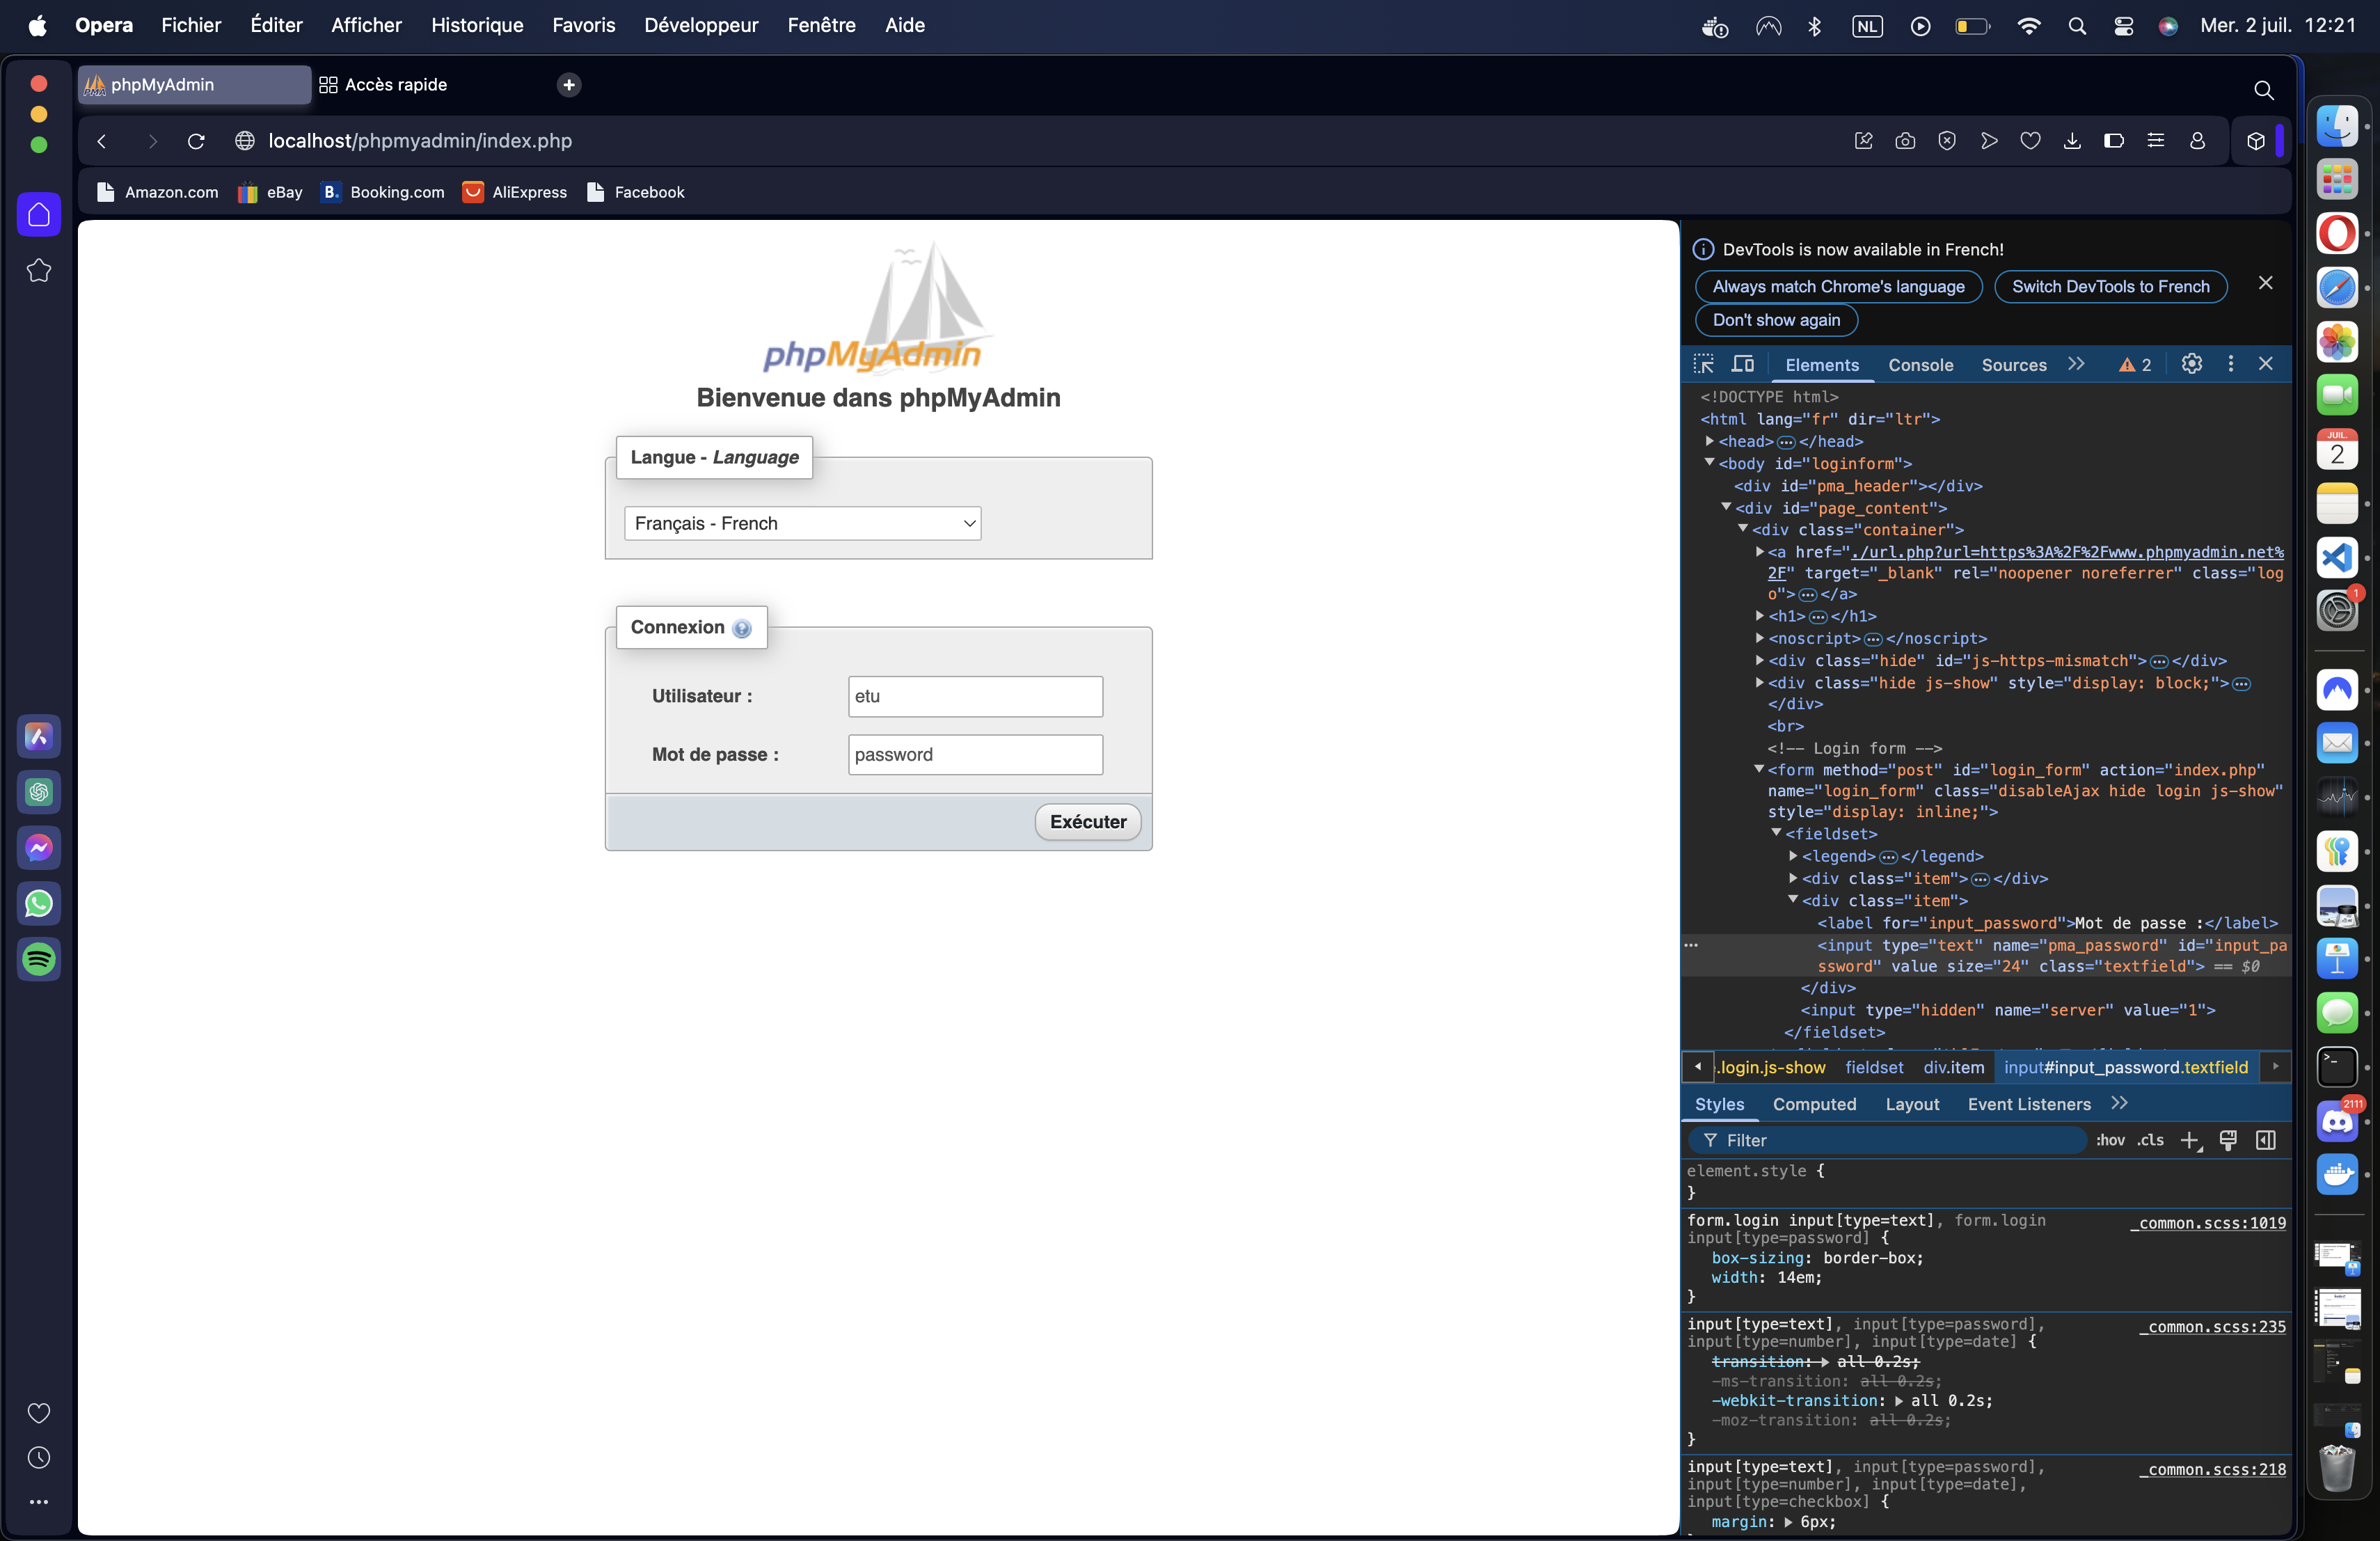 Opera Fichier Éditer Afficher Historique Favoris Développeur Fenêtre Aide NL Mer. 2 juil. 12:21
phpMyAdmin Accès rapide
localhost/phpmyadmin/index.php
Amazon.com eBay B. Booking.com AliExpress Facebook
phpMyAdmin
Bienvenue dans phpMyAdmin
Langue - Language
Français - French
Connexion
Utilisateur : etu
Mot de passe : password
Exécuter
DevTools is now available in French!
Always match Chrome's language Switch DevTools to French
Don't show again
Elements Console Sources 2
<!DOCTYPE html>
<html lang="fr" dir="ltr">
<head> </head>
<body id="loginform">
<div id="pma_header"></div>
<div id="page_content">
<div class="container">
<a href="./url.php?url=https%3A%2F%2Fwww.phpmyadmin.net%
2F" target="_blank" rel="noopener noreferrer" class="log
o"> </a>
<h1> </h1>
<noscript> </noscript>
<div class="hide" id="js-https-mismatch"> </div>
<div class="hide js-show" style="display: block;">
</div>
<br>
<!-- Login form -->
<form method="post" id="login_form" action="index.php"
name="login_form" class="disableAjax hide login js-show"
style="display: inline;">
<fieldset>
<legend> </legend>
<div class="item"> </div>
<div class="item">
<label for="input_password">Mot de passe :</label>
<input type="text" name="pma_password" id="input_pa
ssword" value size="24" class="textfield"> == $0
</div>
<input type="hidden" name="server" value="1">
</fieldset>
.login.js-show fieldset div.item input#input_password.textfield
Styles Computed Layout Event Listeners
Filter :hov .cls
element.style {
}
form.login input[type=text], form.login _common.scss:1019
input[type=password] {
box-sizing: border-box;
width: 14em;
}
input[type=text], input[type=password], _common.scss:235
input[type=number], input[type=date] {
transition: all 0.2s;
-ms-transition: all 0.2s;
-webkit-transition: all 0.2s;
-moz-transition: all 0.2s;
}
input[type=text], input[type=password], _common.scss:218
input[type=number], input[type=date],
input[type=checkbox] {
margin: 6px;
JUIL.
2
1
2111